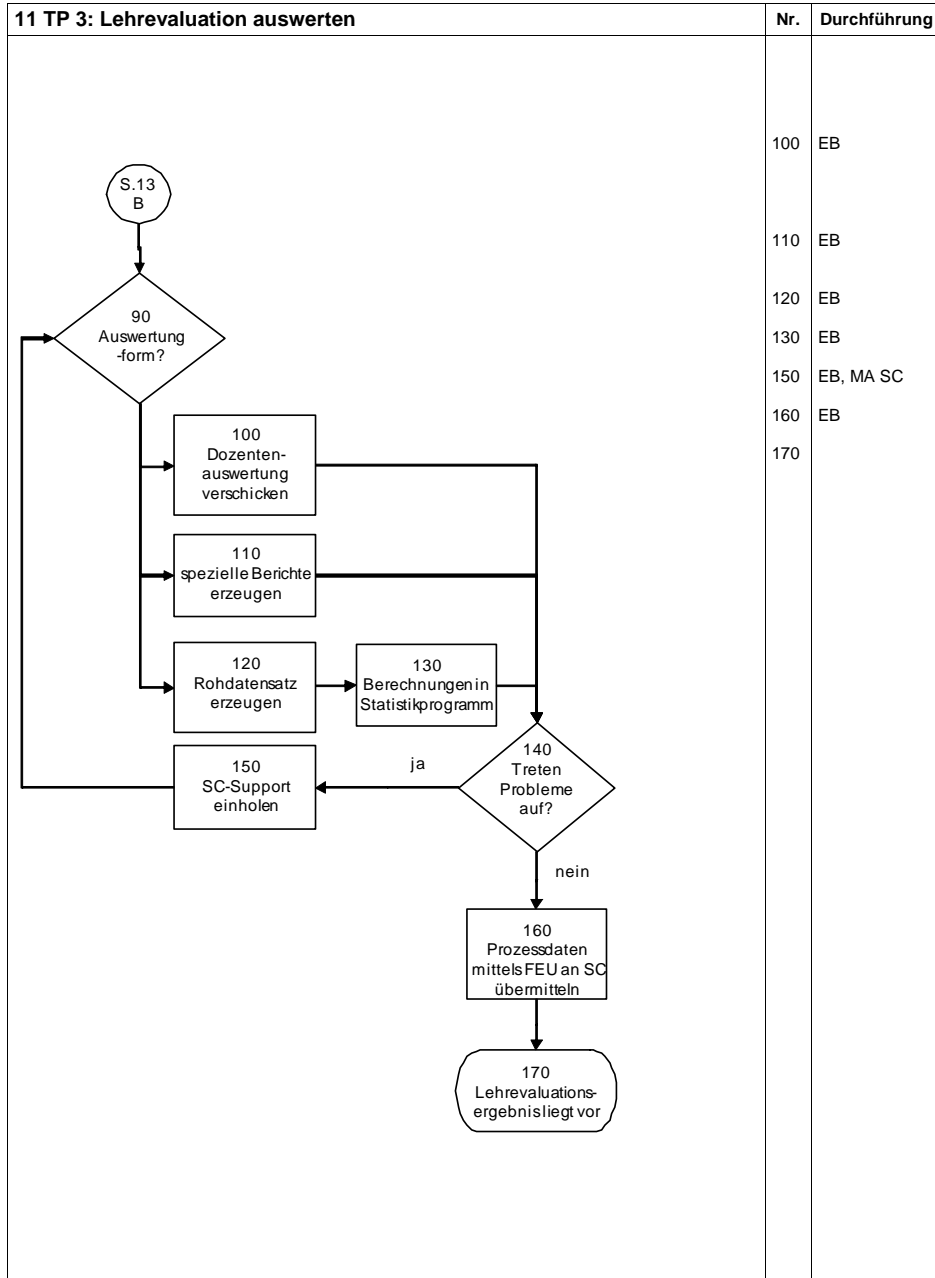 11 TP 3: Lehrevaluation auswerten
Nr.
Durchführung
100 EB
110 EB
120 EB
130 EB
150 EB, MA SC
160 EB
170
S.13
B
90
Auswertung
-form?
100
Dozenten-
auswertung
verschicken
110
spezielle Berichte
erzeugen
120
Rohdatensatz
erzeugen
130
Berechnungen in
Statistikprogramm
140
Treten
Probleme
auf?
ja
150
SC-Support
einholen
nein
160
Prozessdaten
mittels FEU an SC
übermitteln
170
Lehrevaluations-
ergebnis liegt vor